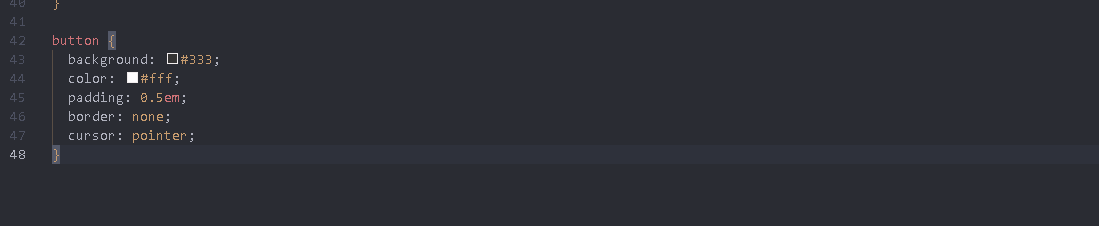 40 }
41
42 button {
43 background: #333;
44 color: #fff;
45 padding: 0.5em;
46 border: none;
47 cursor: pointer;
48 }